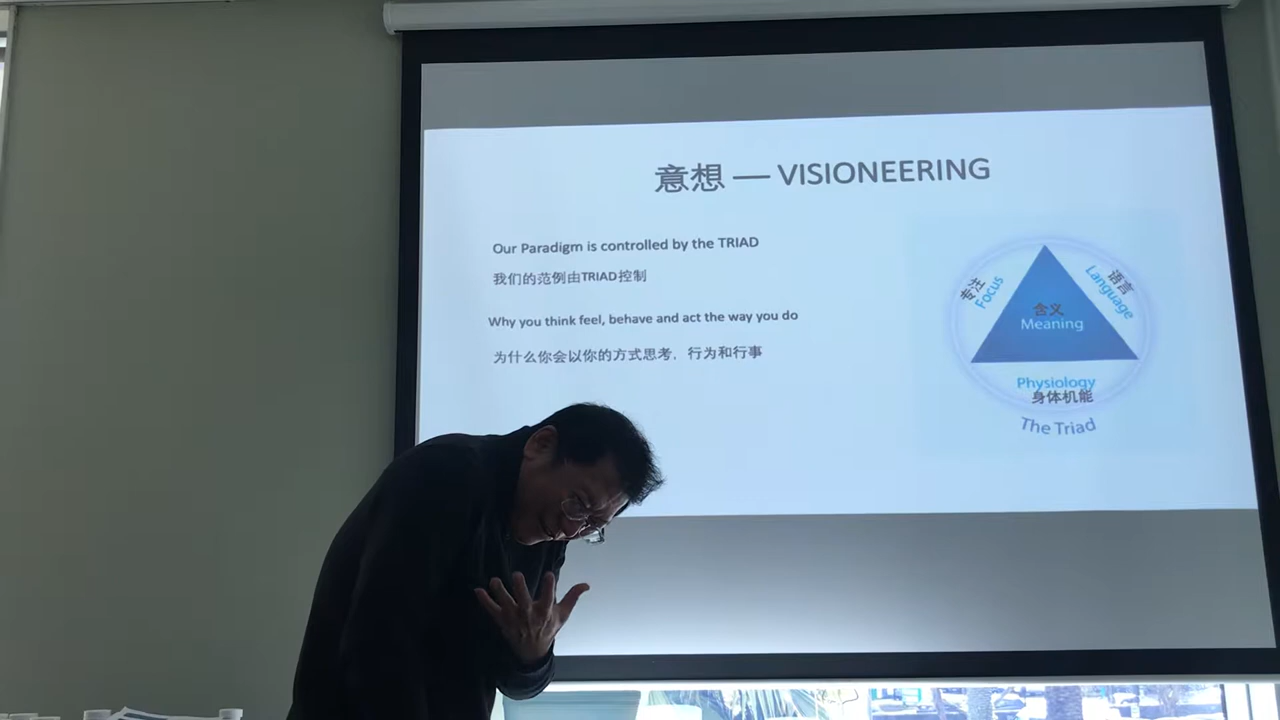 意想 — VISIONEERING
Our Paradigm is controlled by the TRIAD
我们的范例由TRIAD控制
Why you think feel, behave and act the way you do
为什么你会以你的方式思考，行为和行事
专注
Focus
语言
Language
含义
Meaning
Physiology
身体机能
The Triad